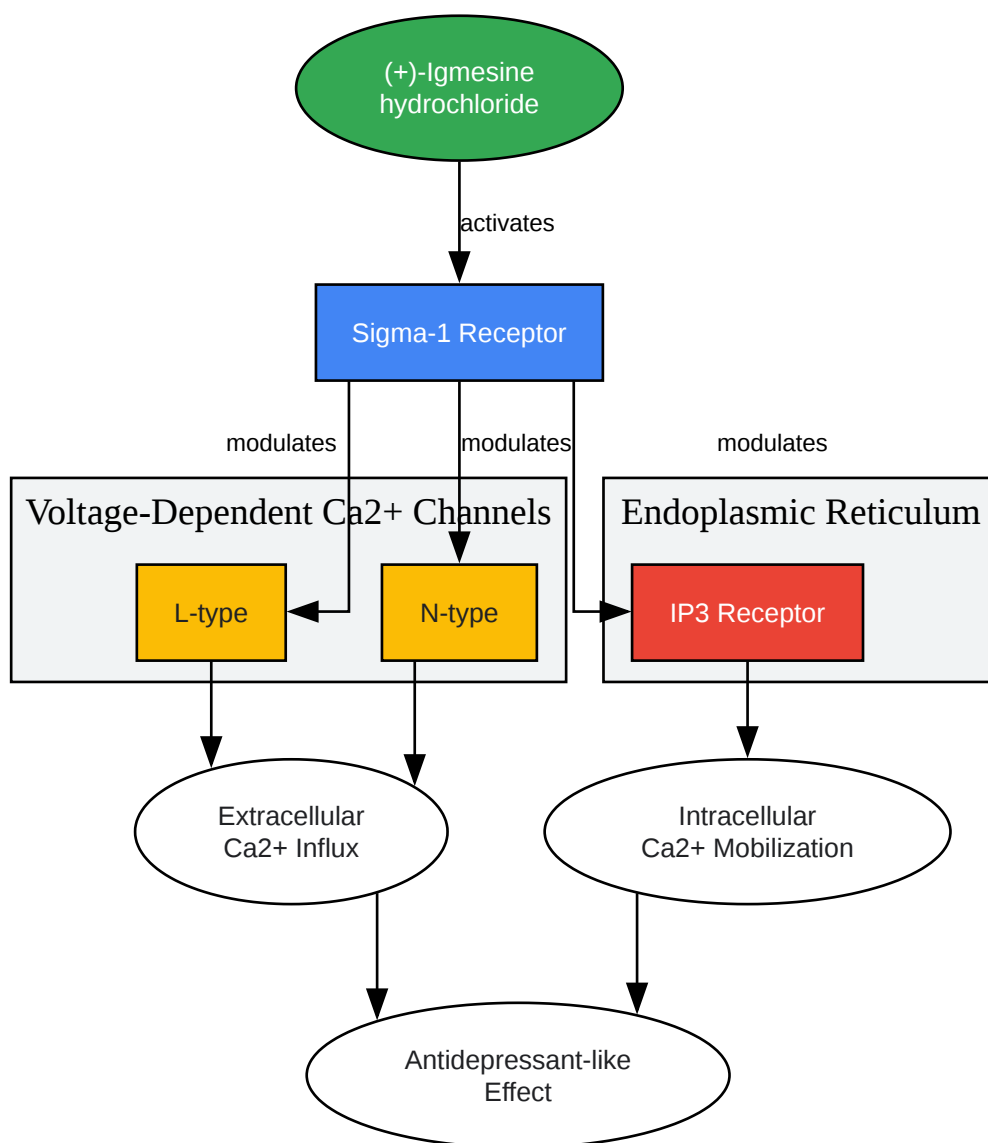 (+)-Igmesine
hydrochloride
activates
Sigma-1 Receptor
modulates
modulates
modulates
Voltage-Dependent Ca2+ Channels
Endoplasmic Reticulum
L-type
N-type
IP3 Receptor
Extracellular
Ca2+ Influx
Intracellular
Ca2+ Mobilization
Antidepressant-like
Effect